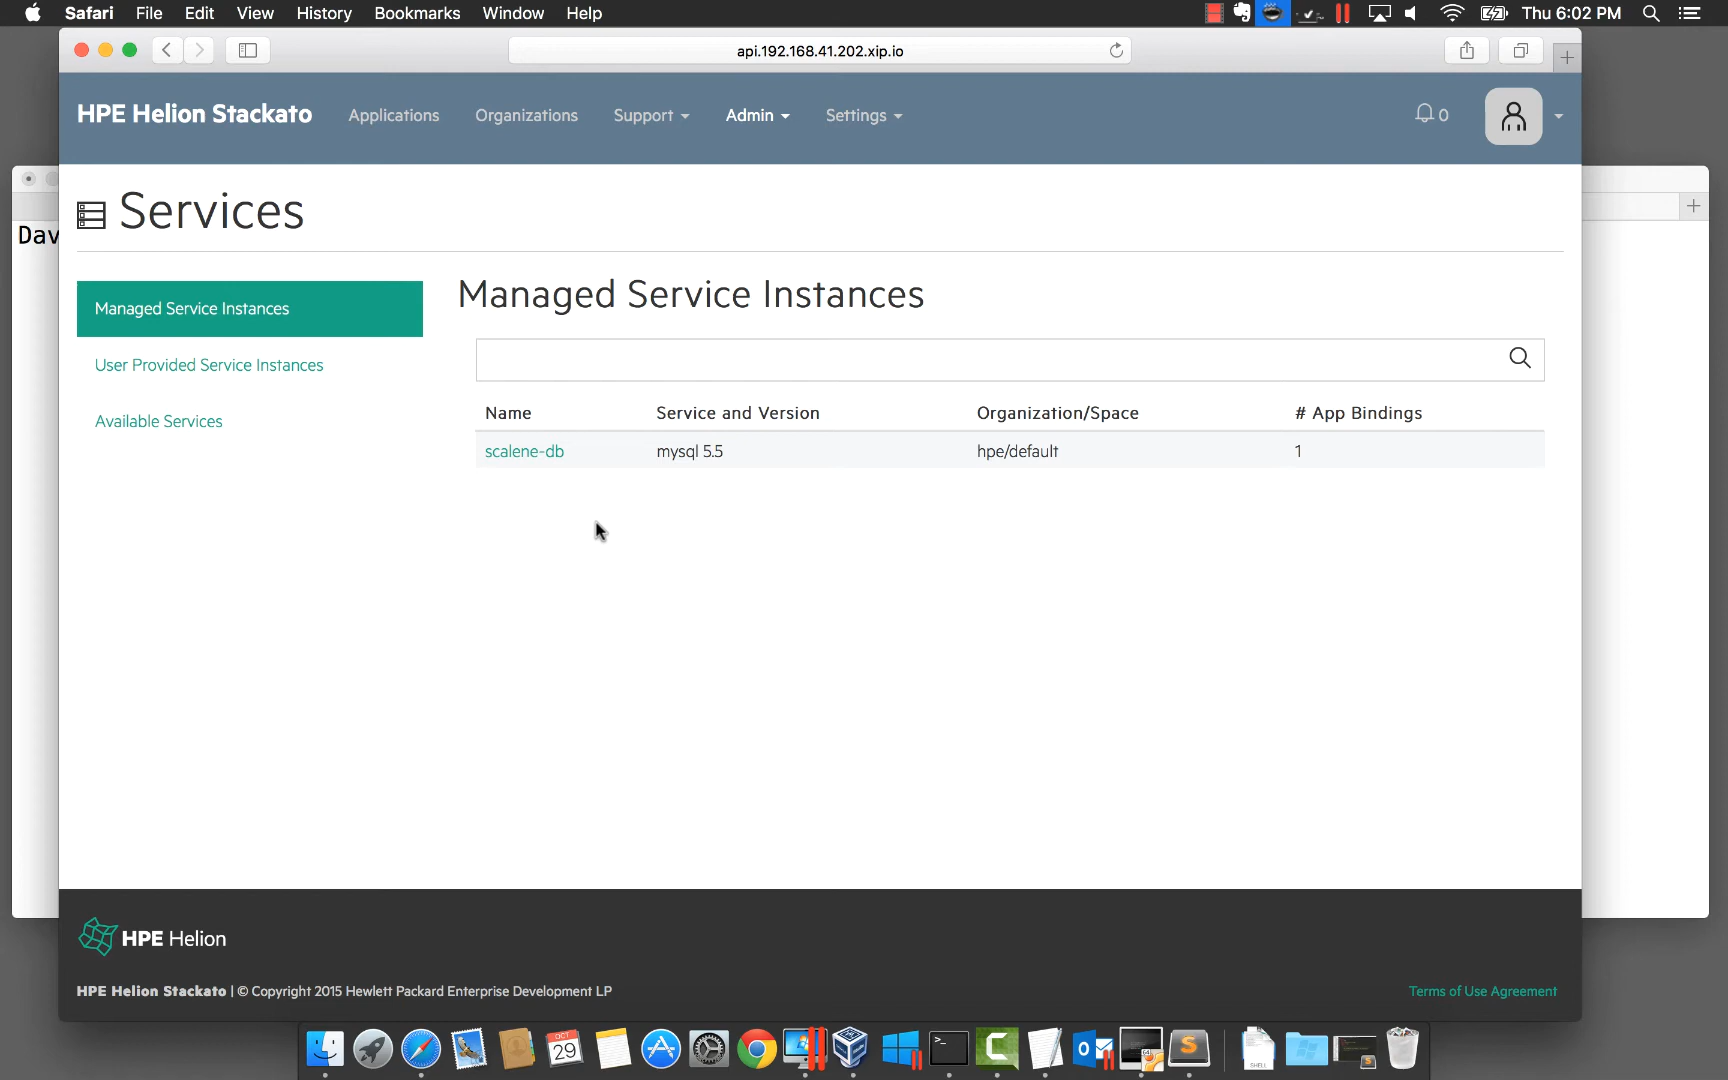 Safari File Edit View History Bookmarks Window Help Thu 6:02 PM
api.192.168.41.202.xip.io
HPE Helion Stackato Applications Organizations Support Admin Settings 0
Dav
Services
Managed Service Instances
User Provided Service Instances
Available Services
Managed Service Instances
Name Service and Version Organization/Space # App Bindings
scalene-db mysql 5.5 hpe/default 1
HPE Helion
HPE Helion Stackato | © Copyright 2015 Hewlett Packard Enterprise Development LP
Terms of Use Agreement
OCT
29
SHELL